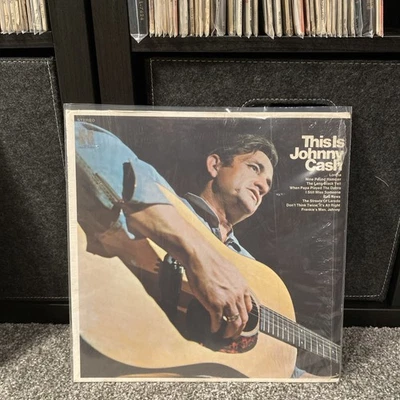 STEREO
This Is
Johnny
Cash
Lorena
Nine Pound Hammer
The Long Black Veil
When Papa Played The Dobro
I Still Miss Someone
Bad News
The Streets Of Laredo
Don't Think Twice, It's All Right
Frankie's Man, Johnny